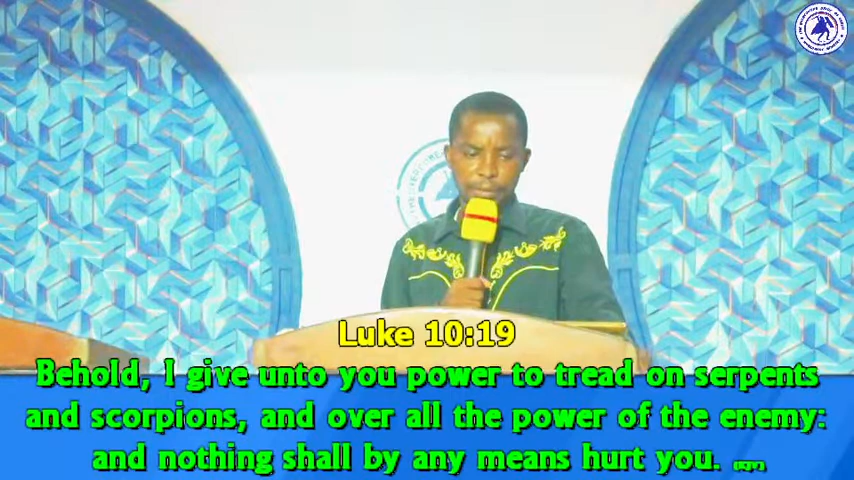 Luke 10:19
Behold, I give unto you power to tread on serpents
and scorpions, and over all the power of the enemy:
and nothing shall by any means hurt you. (KJV)